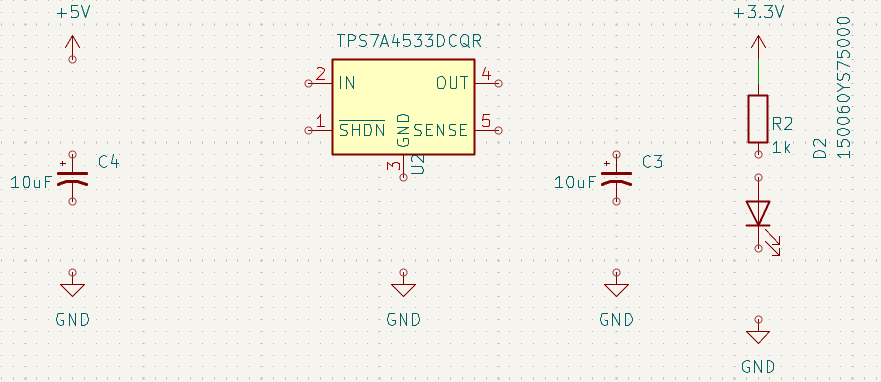 +5V
+3.3V
TPS7A4533DCQR
2
IN
OUT
4
1
SHDN
GND
SENSE
5
3
U2
+
C4
10uF
+
C3
10uF
R2
1k
D2
150060YS75000
GND
GND
GND
GND